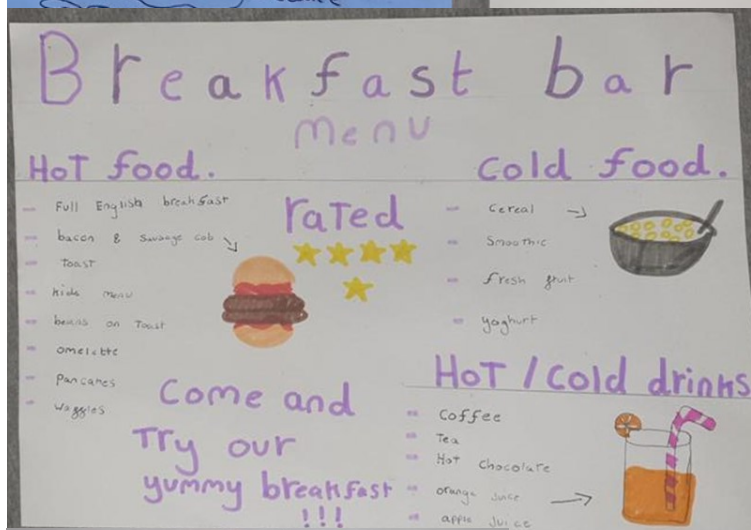 Breakfast bar
menu
Hot food.
Full English breakfast
bacon & sausage cob
Toast
kids menu
beans on Toast
omelette
Pancakes
Waffles
rated
Cold food.
Cereal
Smoothie
fresh fruit
yoghurt
Come and
Try our
yummy breakfast
!!!
Hot / Cold drinks
Coffee
Tea
Hot Chocolate
orange juice
apple juice